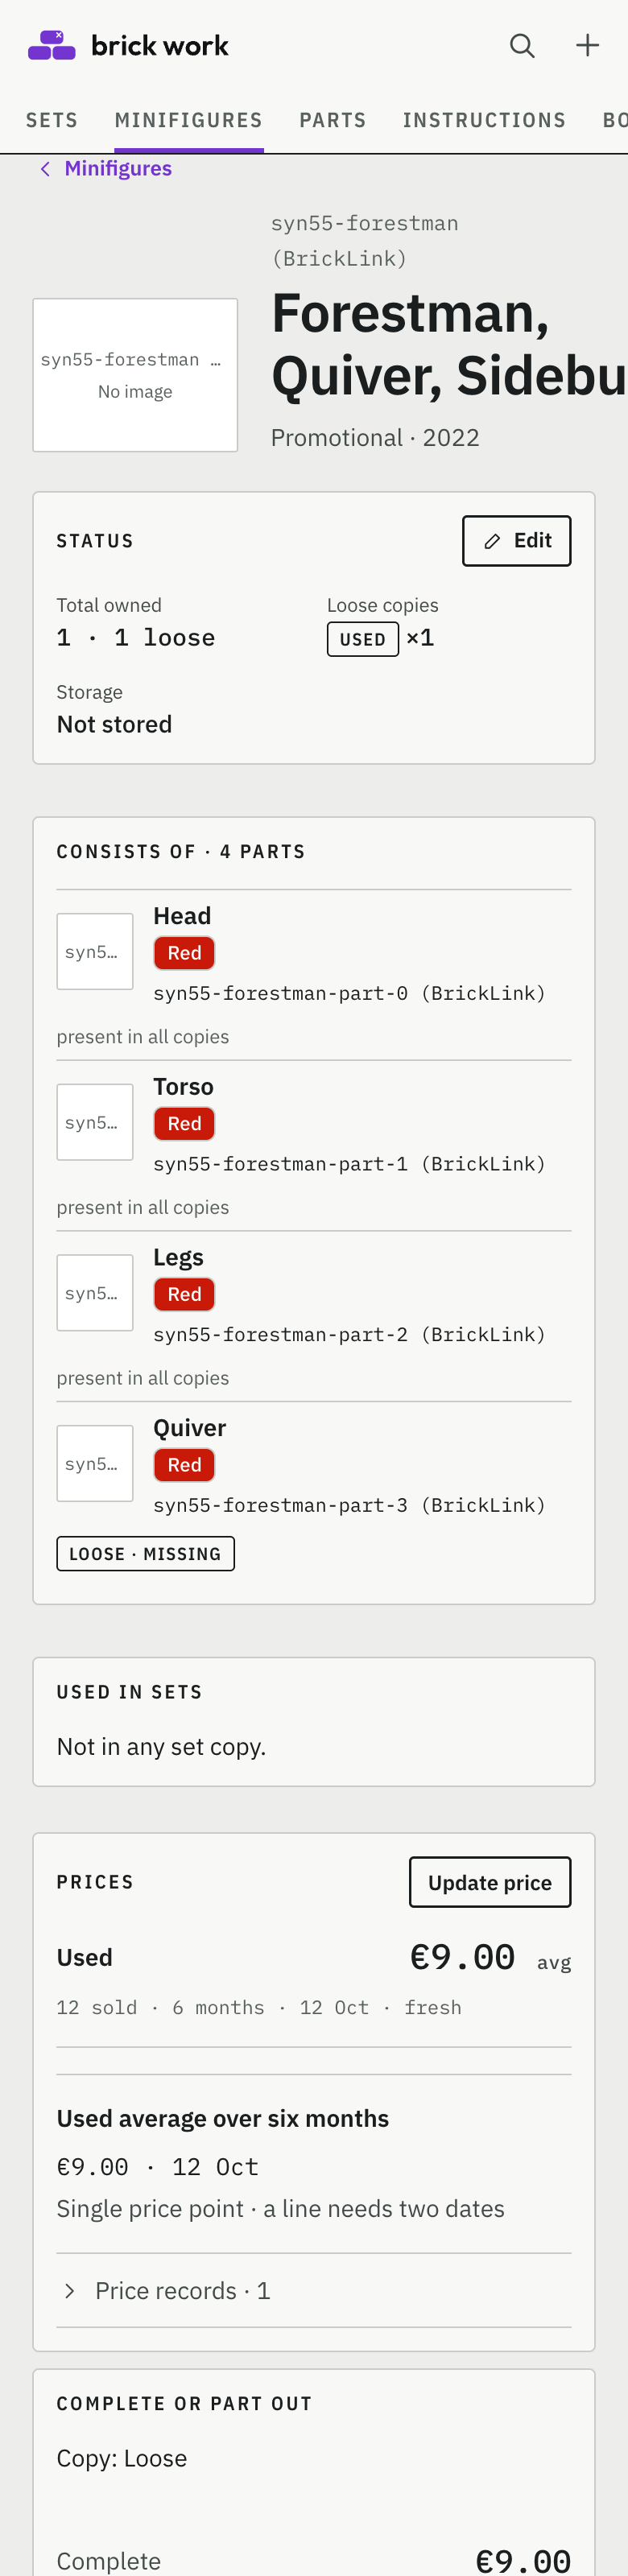 brick work
SETS MINIFIGURES PARTS INSTRUCTIONS BO
Minifigures
syn55-forestman
(BrickLink)
syn55-forestman …
No image
Forestman,
Quiver, Sidebu
Promotional · 2022
STATUS
Edit
Total owned
1 · 1 loose
Loose copies
USED ×1
Storage
Not stored
CONSISTS OF · 4 PARTS
syn5…
Head
Red
syn55-forestman-part-0 (BrickLink)
present in all copies
syn5…
Torso
Red
syn55-forestman-part-1 (BrickLink)
present in all copies
syn5…
Legs
Red
syn55-forestman-part-2 (BrickLink)
present in all copies
syn5…
Quiver
Red
syn55-forestman-part-3 (BrickLink)
LOOSE · MISSING
USED IN SETS
Not in any set copy.
PRICES
Update price
Used €9.00 avg
12 sold · 6 months · 12 Oct · fresh
Used average over six months
€9.00 · 12 Oct
Single price point · a line needs two dates
Price records · 1
COMPLETE OR PART OUT
Copy: Loose
Complete €9.00